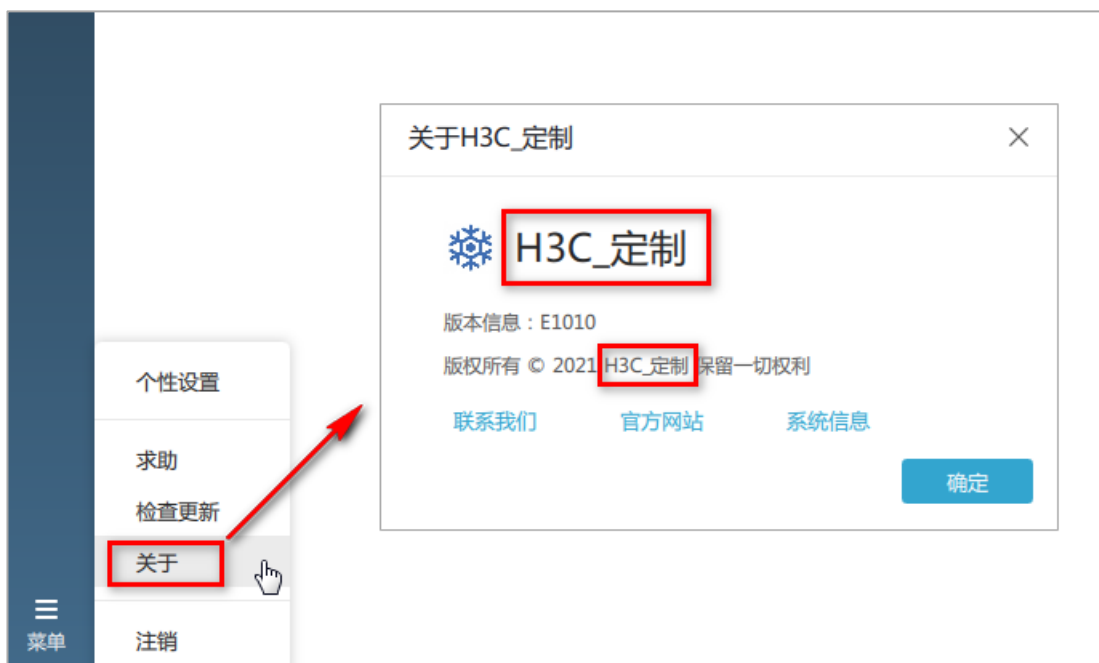 关于H3C_定制
H3C_定制
版本信息：E1010
版权所有 © 2021 H3C_定制 保留一切权利
联系我们 官方网站 系统信息
确定
个性设置
求助
检查更新
关于
注销
菜单